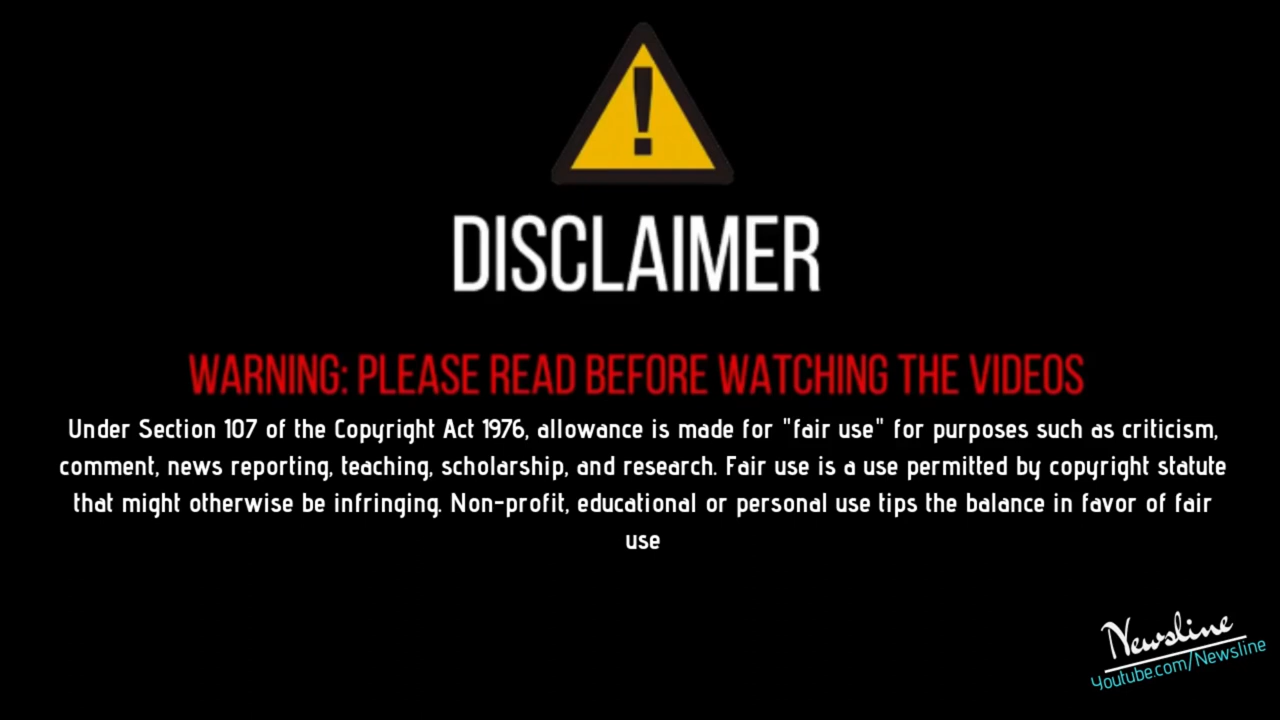 DISCLAIMER
WARNING: PLEASE READ BEFORE WATCHING THE VIDEOS
Under Section 107 of the Copyright Act 1976, allowance is made for "fair use" for purposes such as criticism,
comment, news reporting, teaching, scholarship, and research. Fair use is a use permitted by copyright statute
that might otherwise be infringing. Non-profit, educational or personal use tips the balance in favor of fair
use
Newsline
Youtube.com/Newsline